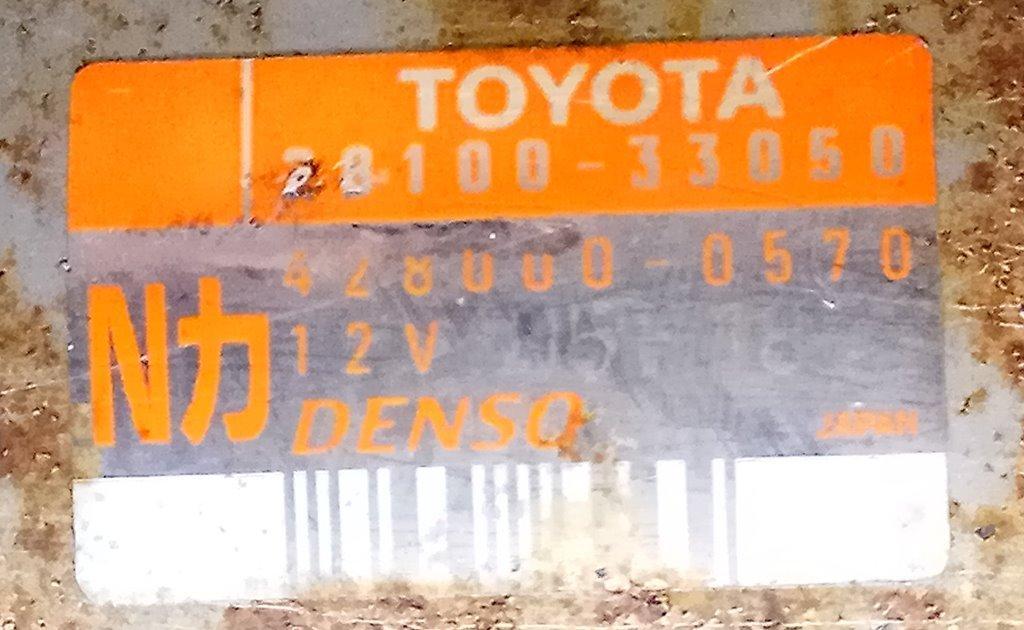 TOYOTA
28100-33050
428000-0570
Nカ
12V
DENSO
JAPAN